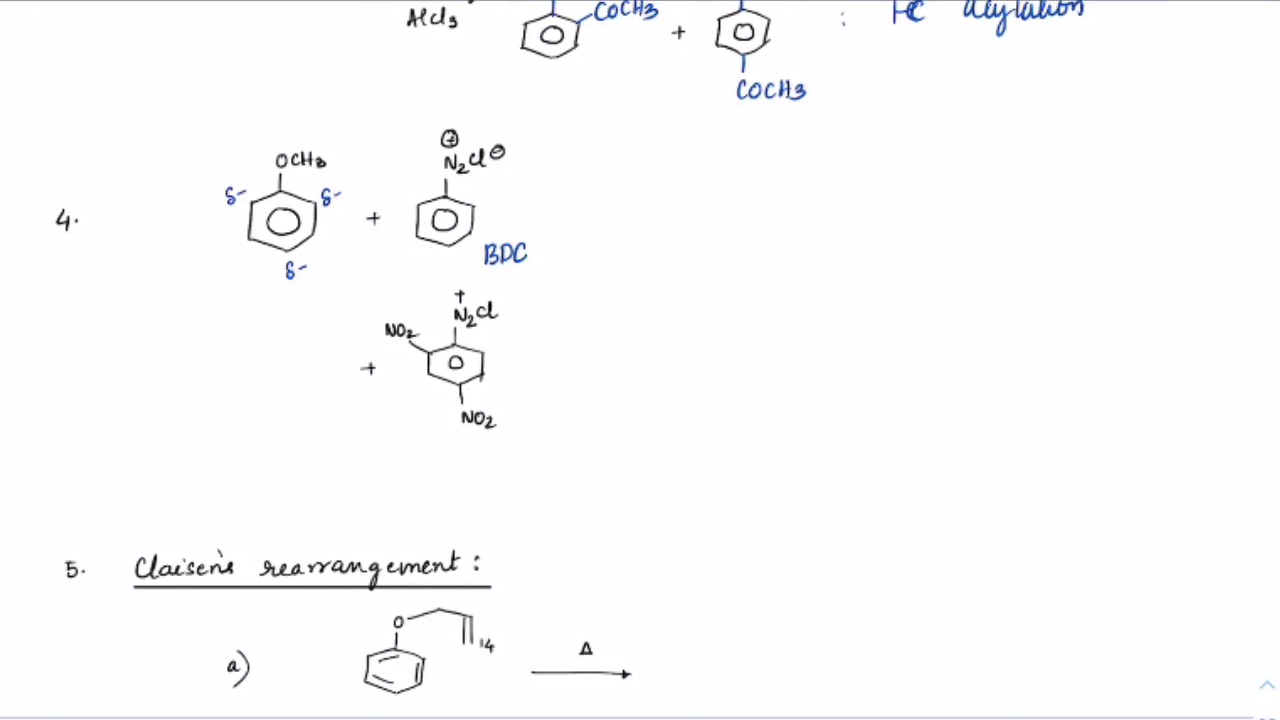 AlCl3 COCH3 + : FC acylation
COCH3
⊕
OCH3 N2Cl⊖
δ- δ-
4. +
BDC
δ-
+
N2Cl
NO2
+
NO2
5. Claisen's rearrangement :
O
14
a) Δ